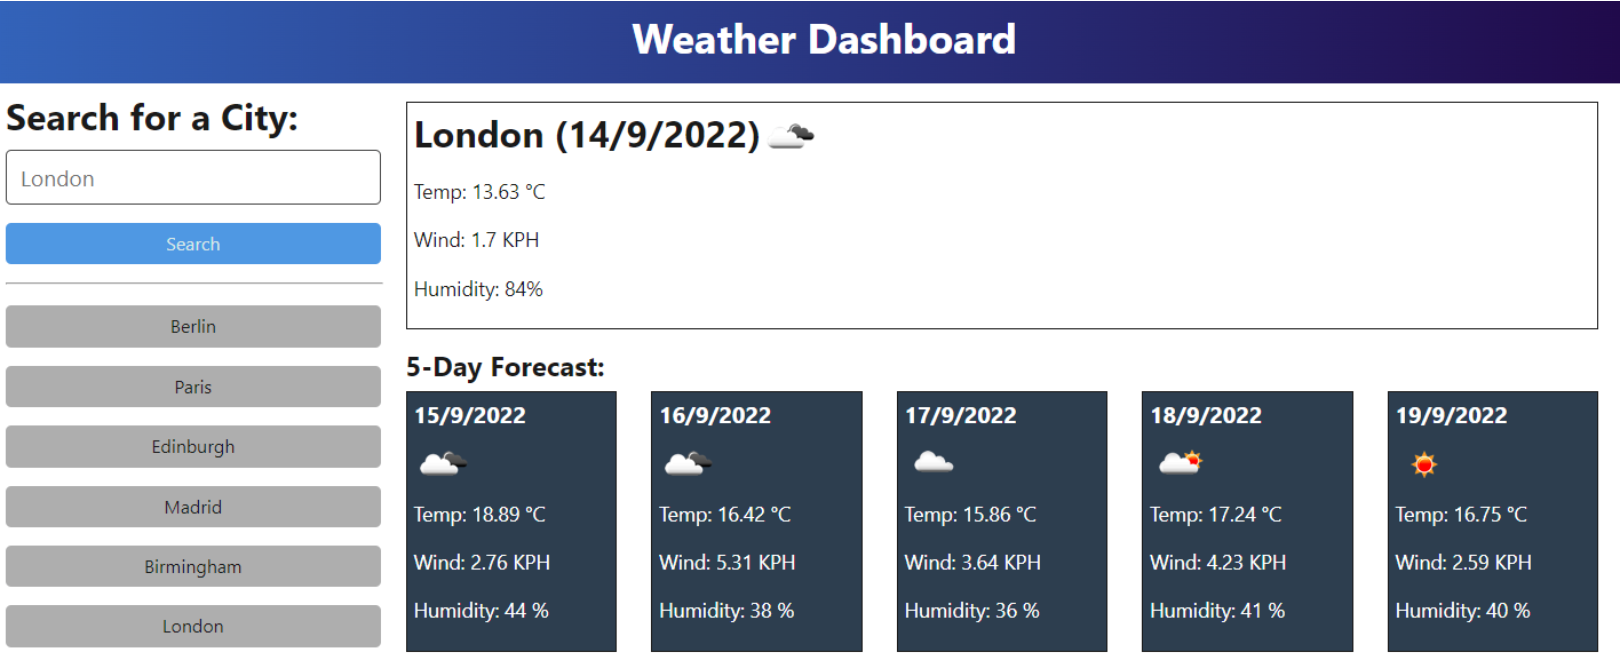 Weather Dashboard
Search for a City:
London
Search
Berlin
Paris
Edinburgh
Madrid
Birmingham
London
London (14/9/2022)
Temp: 13.63 °C
Wind: 1.7 KPH
Humidity: 84%
5-Day Forecast:
15/9/2022
Temp: 18.89 °C
Wind: 2.76 KPH
Humidity: 44 %
16/9/2022
Temp: 16.42 °C
Wind: 5.31 KPH
Humidity: 38 %
17/9/2022
Temp: 15.86 °C
Wind: 3.64 KPH
Humidity: 36 %
18/9/2022
Temp: 17.24 °C
Wind: 4.23 KPH
Humidity: 41 %
19/9/2022
Temp: 16.75 °C
Wind: 2.59 KPH
Humidity: 40 %